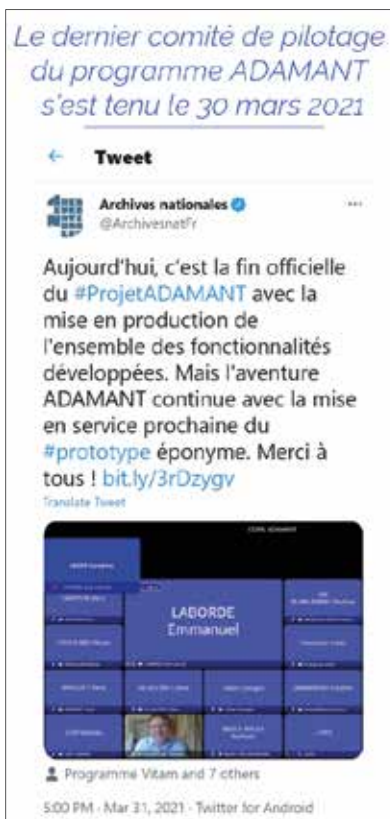 Le dernier comité de pilotage
du programme ADAMANT
s'est tenu le 30 mars 2021
Tweet
Archives nationales
@ArchivesnatFr
Aujourd'hui, c'est la fin officielle
du #ProjetADAMANT avec la
mise en production de
l'ensemble des fonctionnalités
développées. Mais l'aventure
ADAMANT continue avec la mise
en service prochaine du
#prototype éponyme. Merci à
tous ! bit.ly/3rDzygv
Translate Tweet
LABORDE
Emmanuel
Programme Vitam and 7 others
5:00 PM · Mar 31, 2021 · Twitter for Android